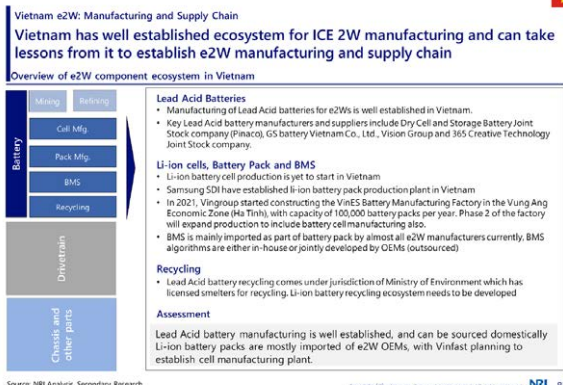 Vietnam e2W: Manufacturing and Supply Chain
Vietnam has well established ecosystem for ICE 2W manufacturing and can take
lessons from it to establish e2W manufacturing and supply chain
Overview of e2W component ecosystem in Vietnam
Battery
Mining
Refining
Cell Mfg.
Pack Mfg.
BMS
Recycling
Drivetrain
Chassis and
other parts
Lead Acid Batteries
• Manufacturing of Lead Acid batteries for e2Ws is well established in Vietnam.
• Key Lead Acid battery manufacturers and suppliers include Dry Cell and Storage Battery Joint
Stock company (Pinaco), GS battery Vietnam Co., Ltd., Vision Group and 365 Creative Technology
Joint Stock company.
Li-ion cells, Battery Pack and BMS
• Li-ion battery cell production is yet to start in Vietnam
• Samsung SDI have established li-ion battery pack production plant in Vietnam
• In 2021, Vingroup started constructing the VinES Battery Manufacturing Factory in the Vung Ang
Economic Zone (Ha Tinh), with capacity of 100,000 battery packs per year. Phase 2 of the factory
will expand production to include battery cell manufacturing also.
• BMS is mainly imported as part of battery pack by almost all e2W manufacturers currently. BMS
algorithms are either in-house or jointly developed by OEMs (outsourced)
Recycling
• Lead Acid battery recycling comes under jurisdiction of Ministry of Environment which has
licensed smelters for recycling. Li-ion battery recycling ecosystem needs to be developed
Assessment
Lead Acid battery manufacturing is well established, and can be sourced domestically
Li-ion battery packs are mostly imported of e2W OEMs, with Vinfast planning to
establish cell manufacturing plant.
Source: NRI Analysis, Secondary Research
NRI